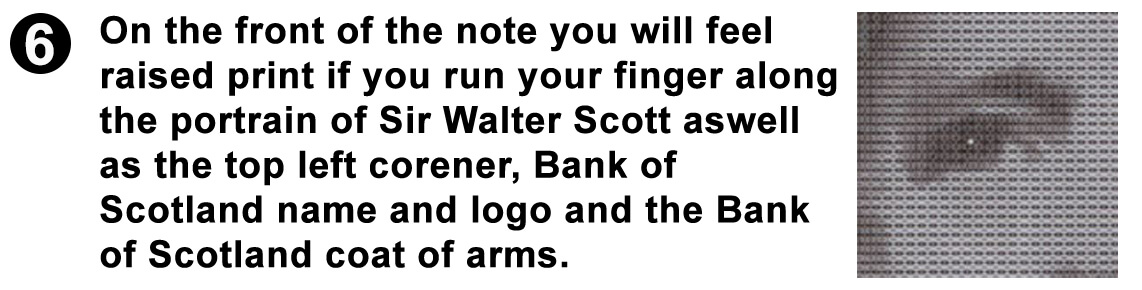 6 On the front of the note you will feel
raised print if you run your finger along
the portrain of Sir Walter Scott aswell
as the top left corener, Bank of
Scotland name and logo and the Bank
of Scotland coat of arms.